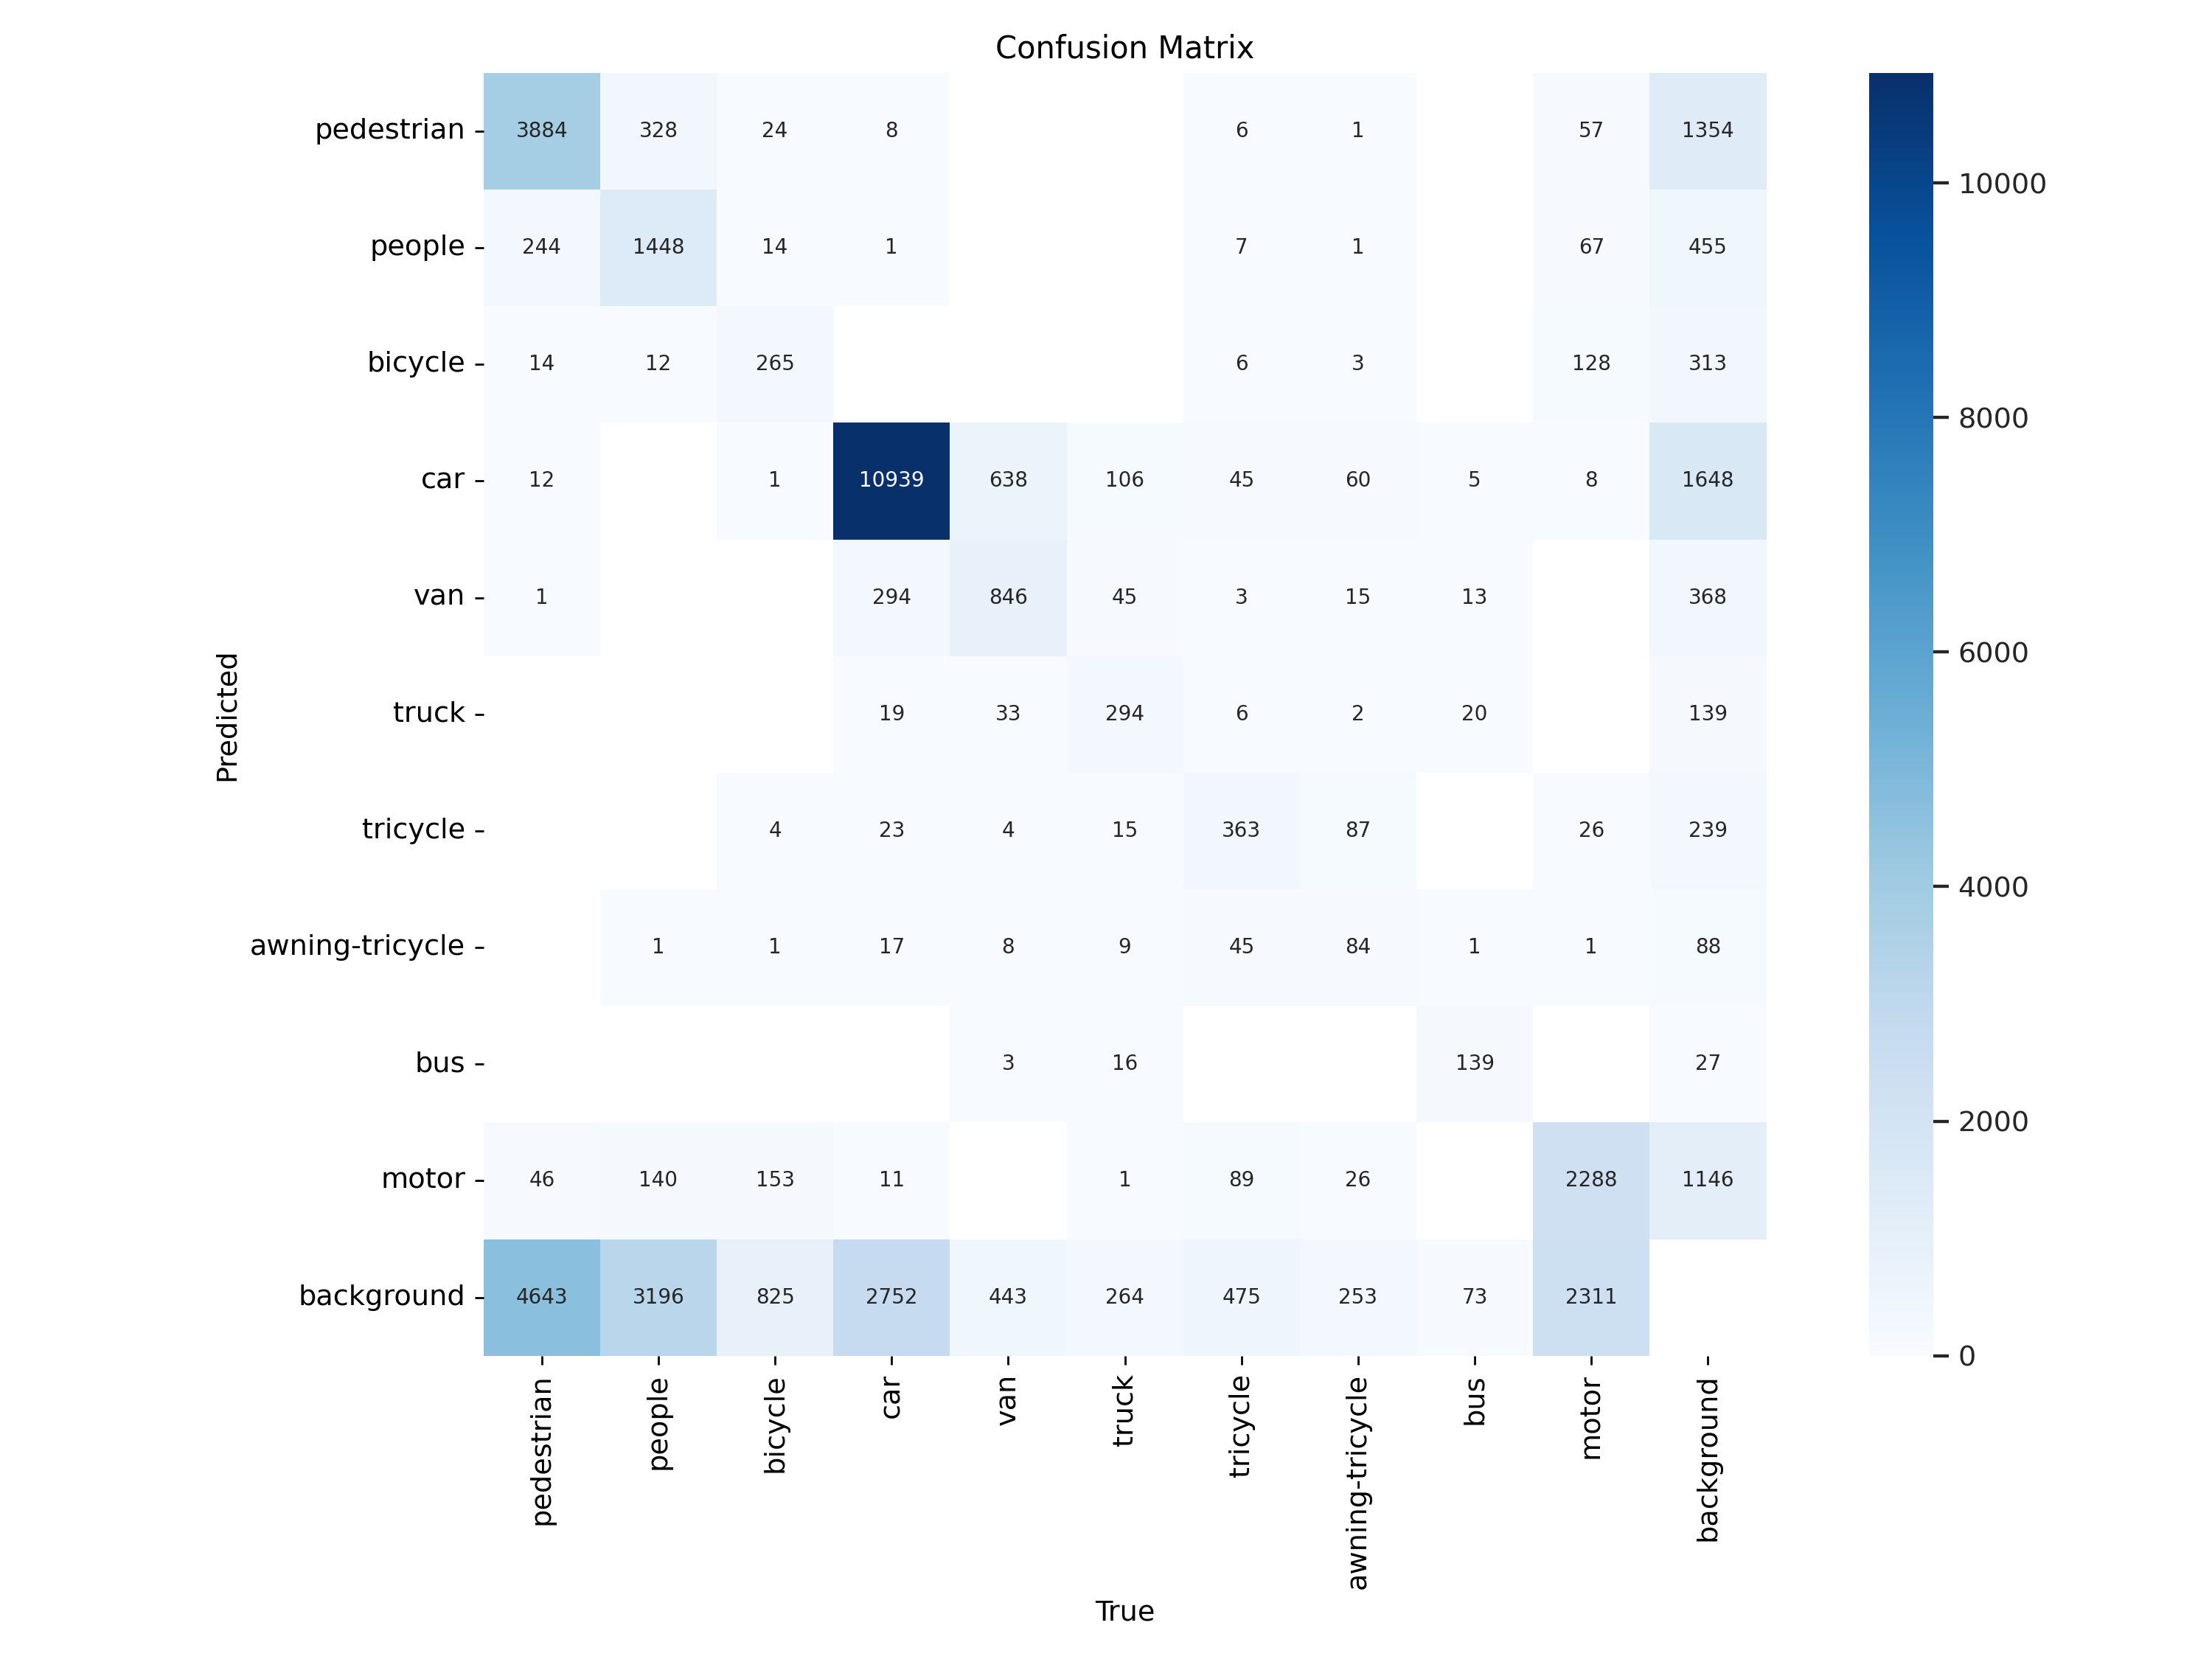 Confusion Matrix
pedestrian 3884 328 24 8 6 1 57 1354
people 244 1448 14 1 7 1 67 455
bicycle 14 12 265 6 3 128 313
car 12 1 10939 638 106 45 60 5 8 1648
van 1 294 846 45 3 15 13 368
truck 19 33 294 6 2 20 139
tricycle 4 23 4 15 363 87 26 239
awning-tricycle 1 1 17 8 9 45 84 1 1 88
bus 3 16 139 27
motor 46 140 153 11 1 89 26 2288 1146
background 4643 3196 825 2752 443 264 475 253 73 2311
Predicted
pedestrian
people
bicycle
car
van
truck
tricycle
awning-tricycle
bus
motor
background
True
10000
8000
6000
4000
2000
0